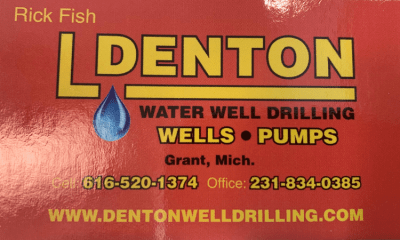 Rick Fish
DENTON
WATER WELL DRILLING
WELLS • PUMPS
Grant, Mich.
Cell: 616-520-1374 Office: 231-834-0385
WWW.DENTONWELLDRILLING.COM